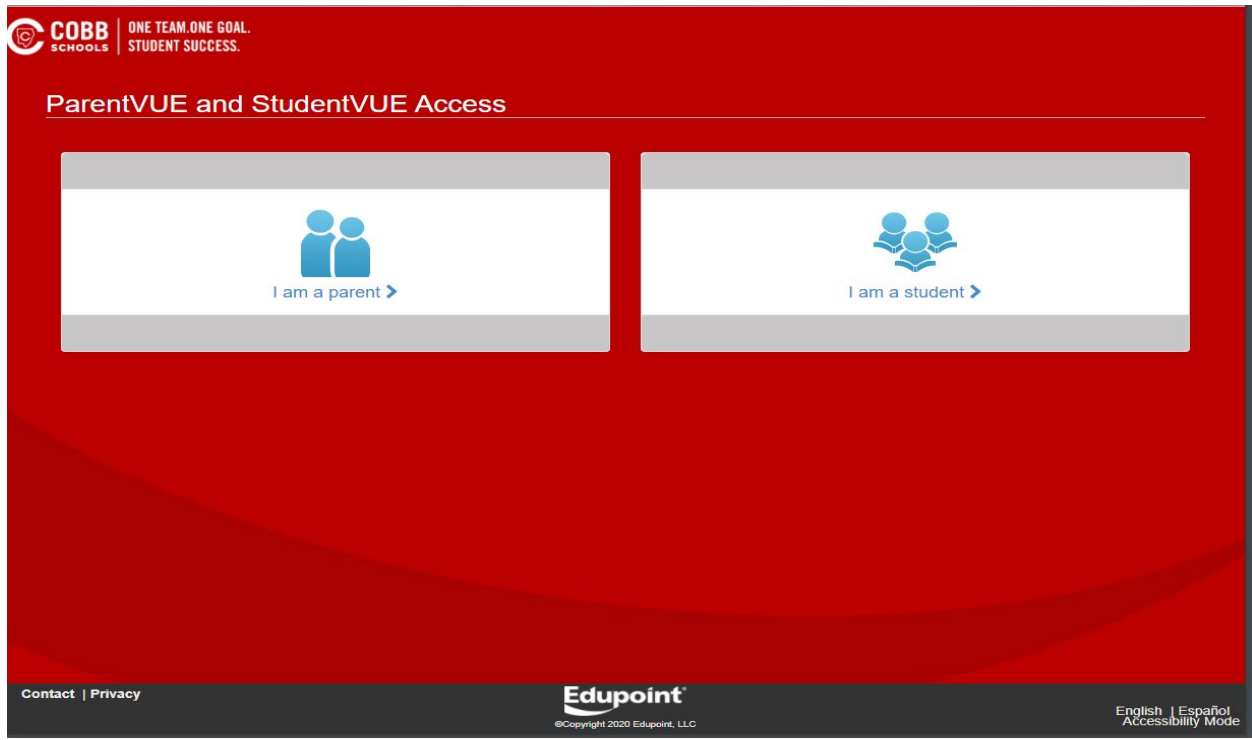 COBB
SCHOOLS
ONE TEAM.ONE GOAL.
STUDENT SUCCESS.
ParentVUE and StudentVUE Access
I am a parent
I am a student
Contact | Privacy
Edupoint
©Copyright 2020 Edupoint, LLC
English | Español
Accessibility Mode